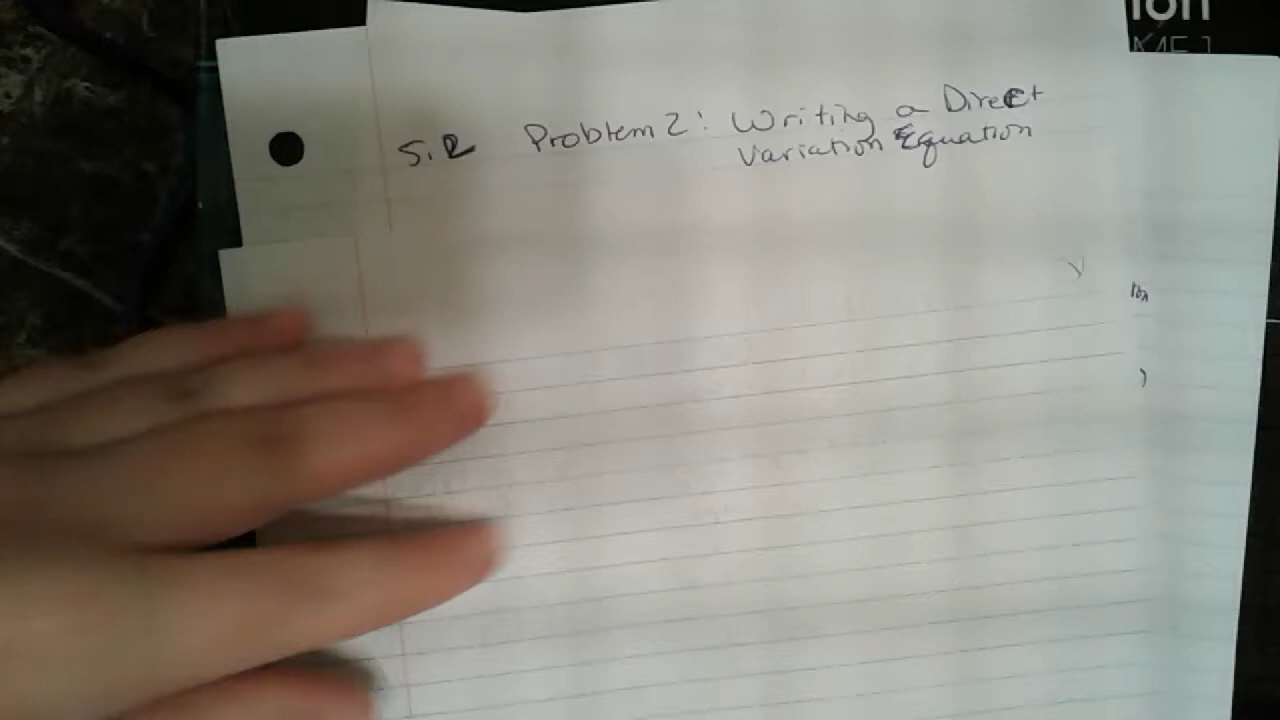 5.2 Problem 2: Writing a Direct
Variation Equation